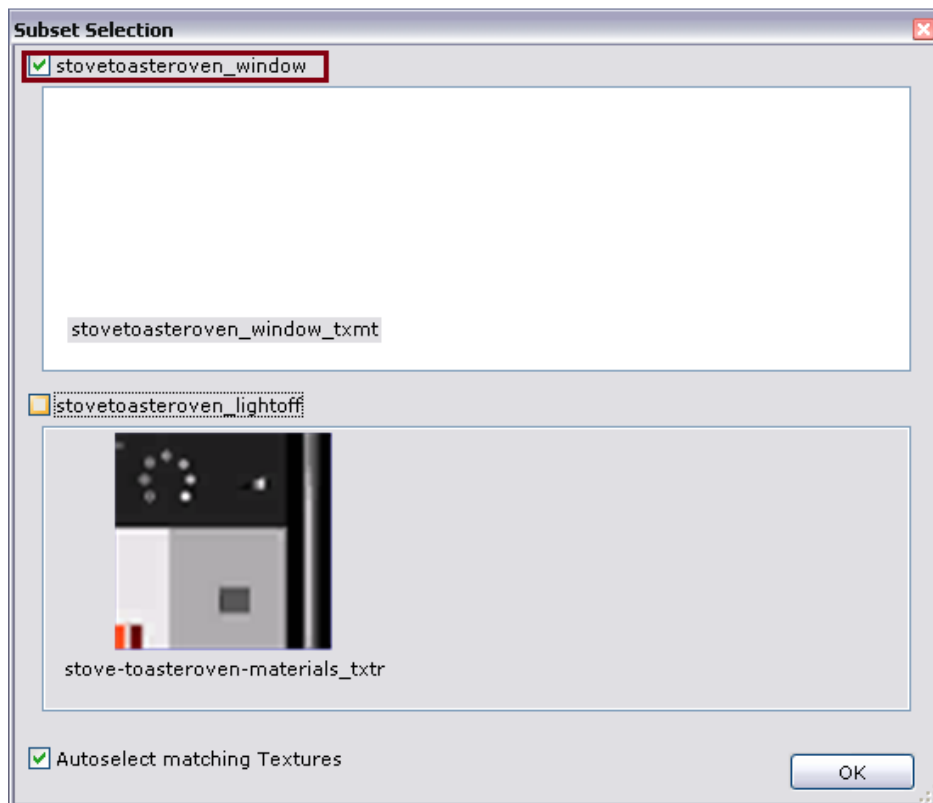 Subset Selection
stovetoasteroven_window
stovetoasteroven_window_txmt
stovetoasteroven_lightoff
stove-toasteroven-materials_txtr
Autoselect matching Textures
OK